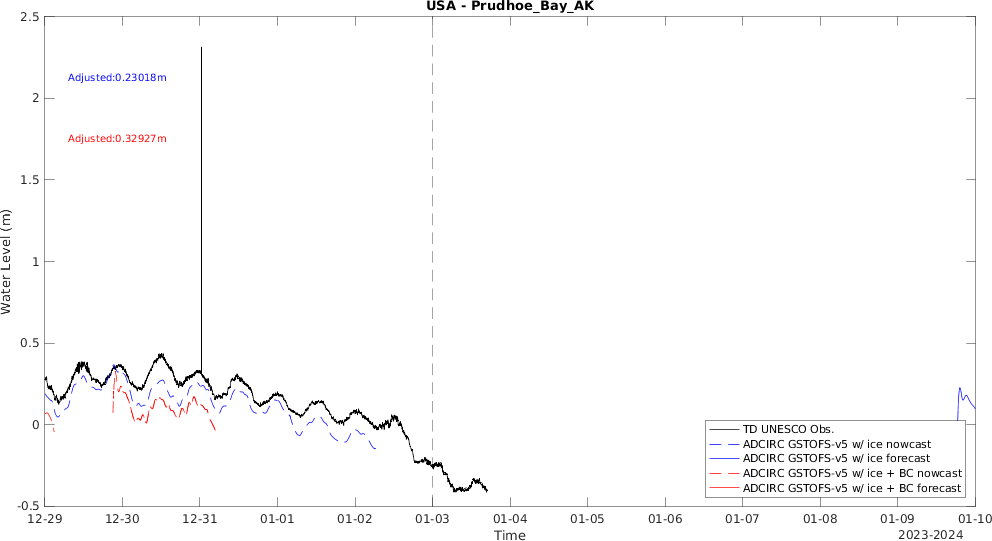 USA - Prudhoe_Bay_AK
Adjusted:0.23018m
Adjusted:0.32927m
Water Level (m)
2.5
2
1.5
1
0.5
0
-0.5
12-29
12-30
12-31
01-01
01-02
01-03
01-04
01-05
01-06
01-07
01-08
01-09
01-10
Time
2023-2024
TD UNESCO Obs.
ADCIRC GSTOFS-v5 w/ ice nowcast
ADCIRC GSTOFS-v5 w/ ice forecast
ADCIRC GSTOFS-v5 w/ ice + BC nowcast
ADCIRC GSTOFS-v5 w/ ice + BC forecast